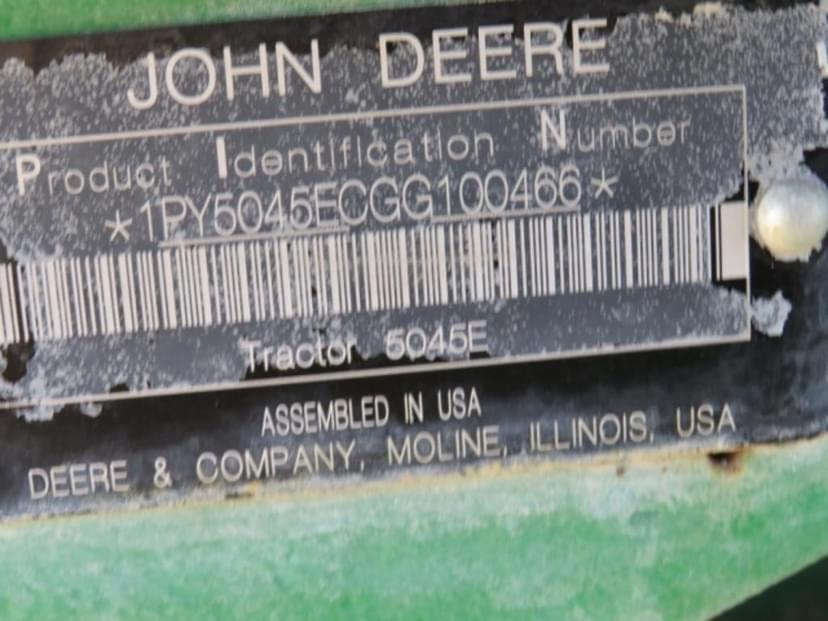 JOHN DEERE
Product Identification Number
*1PY5045ECGG100466*
Tractor 5045E
ASSEMBLED IN USA
DEERE & COMPANY, MOLINE, ILLINOIS, USA